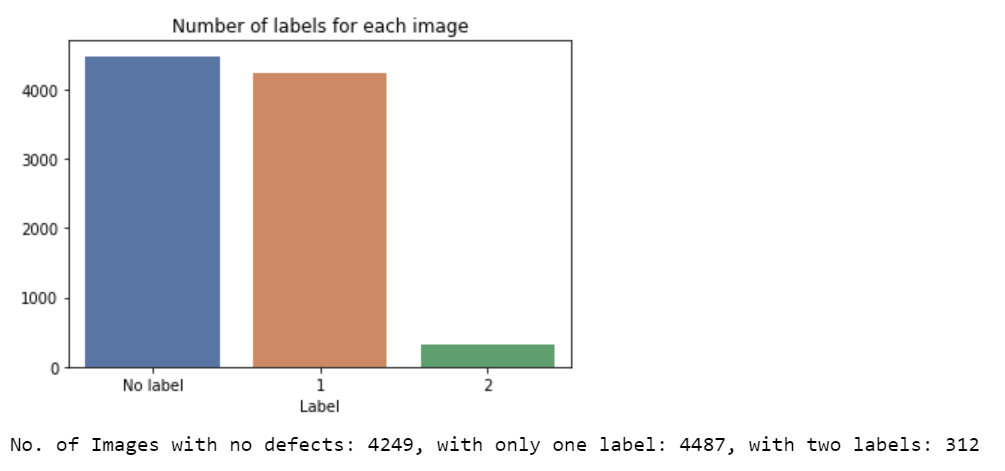 Number of labels for each image
4000
3000
2000
1000
0
No label 1 2
Label
No. of Images with no defects: 4249, with only one label: 4487, with two labels: 312